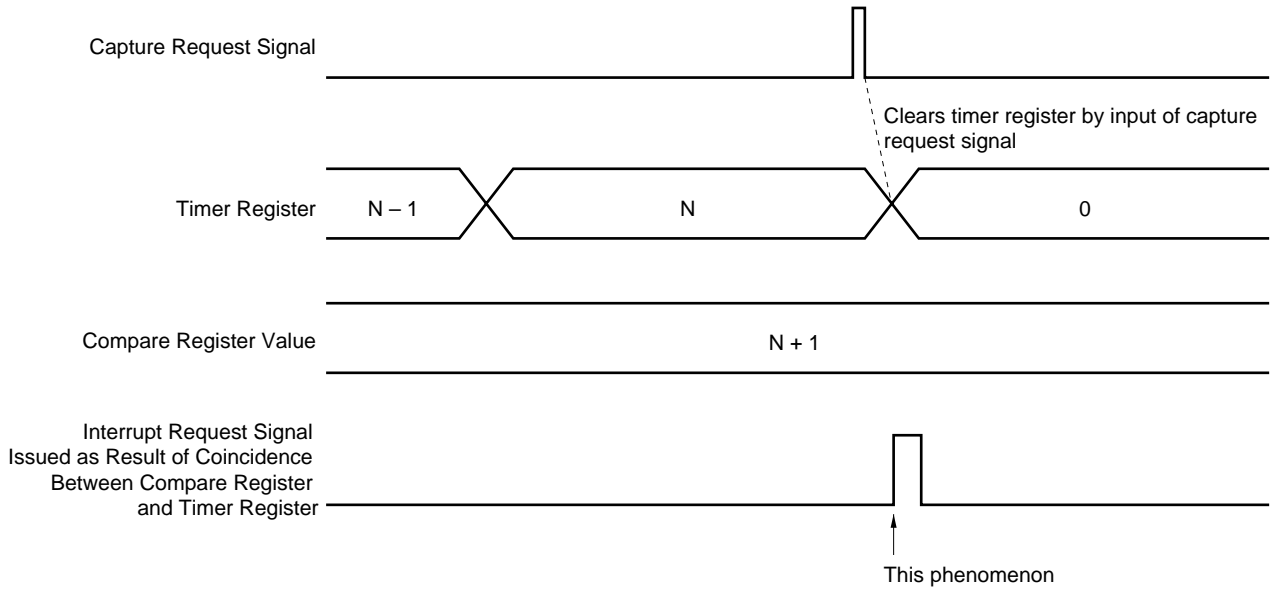 Capture Request Signal
Clears timer register by input of capture
request signal
Timer Register
N – 1
N
0
Compare Register Value
N + 1
Interrupt Request Signal
Issued as Result of Coincidence
Between Compare Register
and Timer Register
This phenomenon